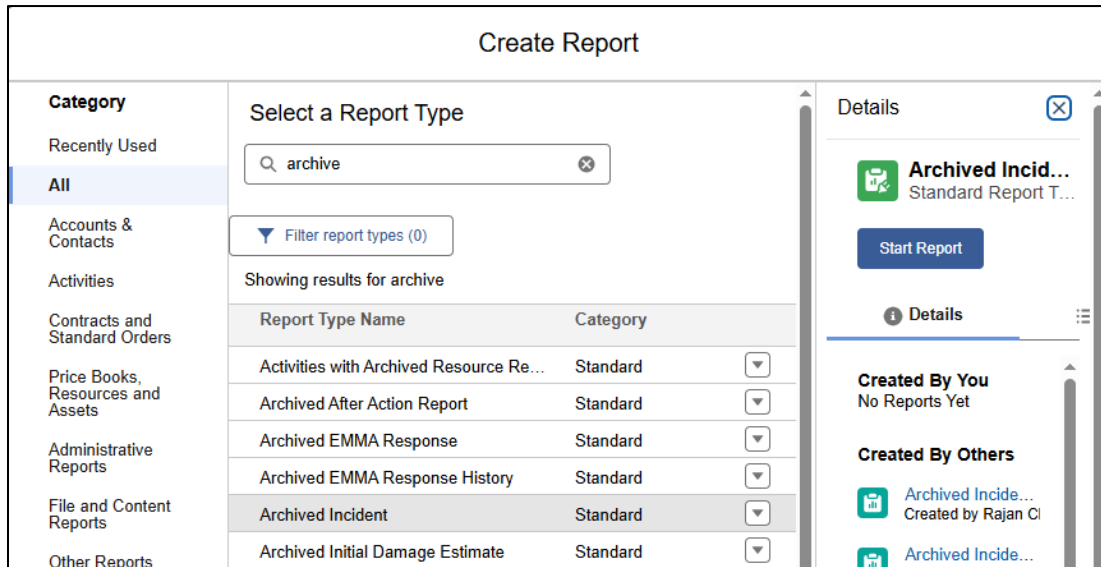 Create Report
Category
Recently Used
All
Accounts &
Contacts
Activities
Contracts and
Standard Orders
Price Books,
Resources and
Assets
Administrative
Reports
File and Content
Reports
Other Reports
Select a Report Type
archive
Filter report types (0)
Showing results for archive
Report Type Name Category
Activities with Archived Resource Re... Standard
Archived After Action Report Standard
Archived EMMA Response Standard
Archived EMMA Response History Standard
Archived Incident Standard
Archived Initial Damage Estimate Standard
Details
Archived Incid...
Standard Report T...
Start Report
Details
Created By You
No Reports Yet
Created By Others
Archived Incide...
Created by Rajan
Archived Incide...